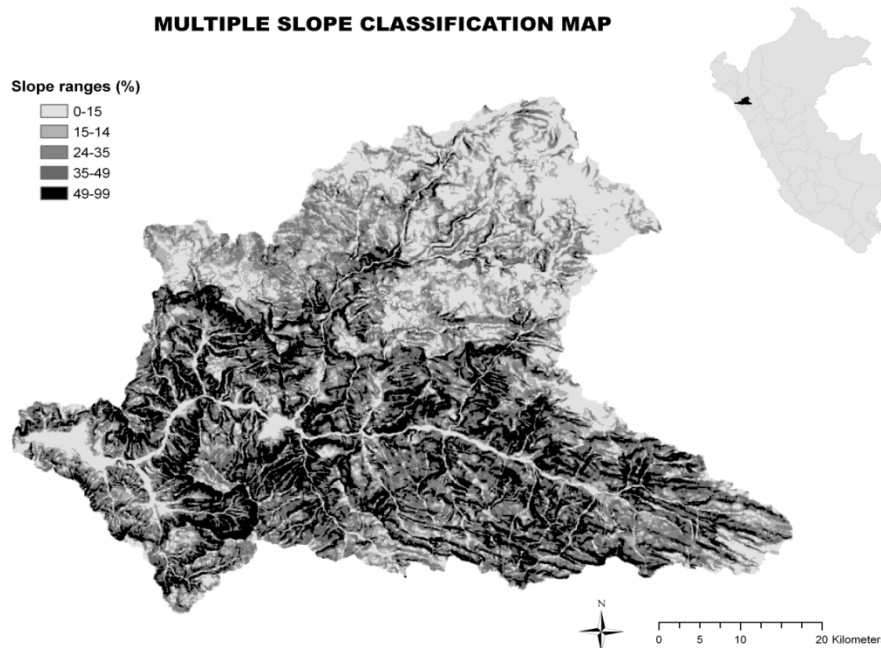 MULTIPLE SLOPE CLASSIFICATION MAP
Slope ranges (%)
0-15
15-14
24-35
35-49
49-99
N
0 5 10 20 Kilometer